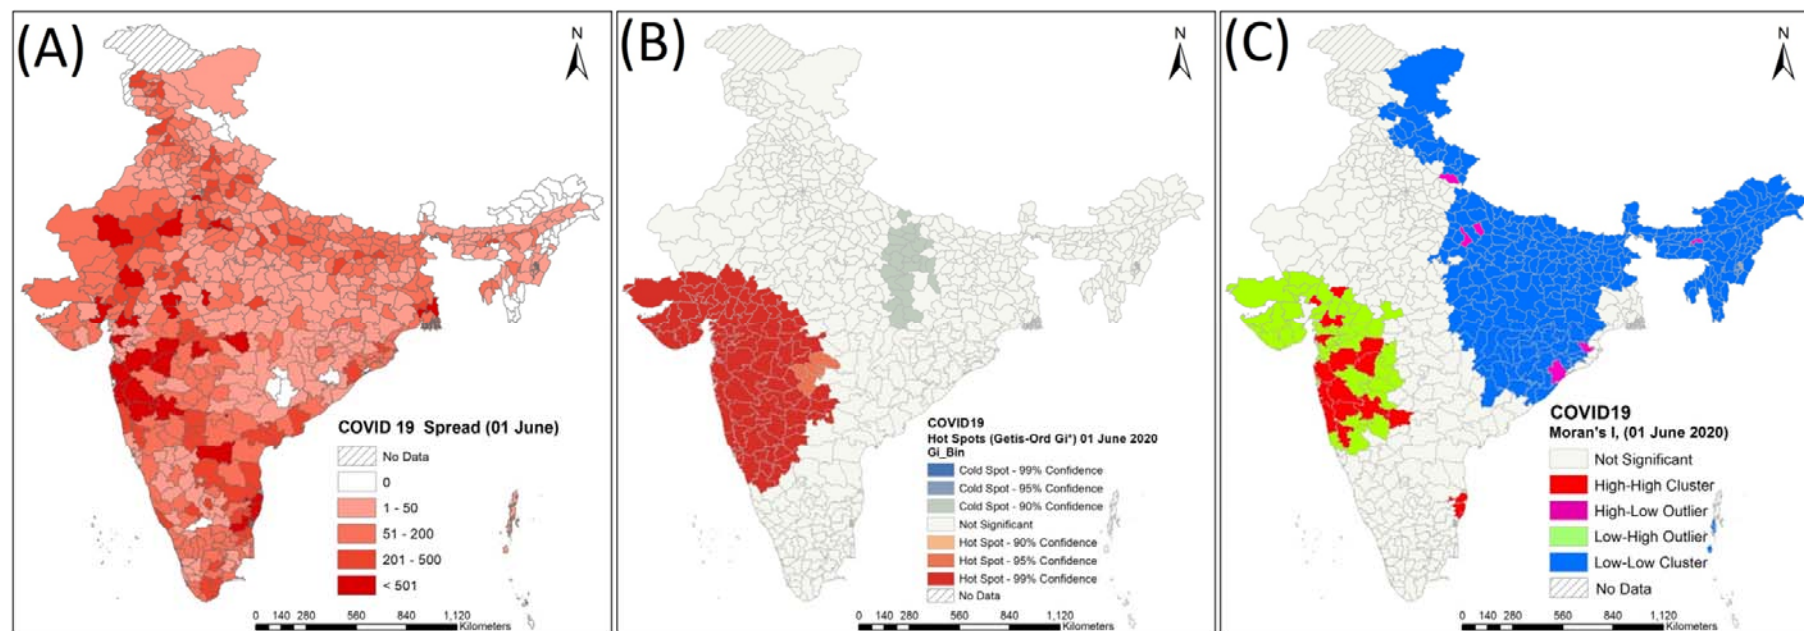 (A)
N
COVID 19 Spread (01 June)
No Data
0
1 - 50
51 - 200
201 - 500
< 501
0 140 280 560 840 1,120
Kilometers
(B)
N
COVID19
Hot Spots (Getis-Ord Gi*) 01 June 2020
Gi_Bin
Cold Spot - 99% Confidence
Cold Spot - 95% Confidence
Cold Spot - 90% Confidence
Not Significant
Hot Spot - 90% Confidence
Hot Spot - 95% Confidence
Hot Spot - 99% Confidence
No Data
0 140 280 560 840 1,120
Kilometers
(C)
N
COVID19
Moran's I, (01 June 2020)
Not Significant
High-High Cluster
High-Low Outlier
Low-High Outlier
Low-Low Cluster
No Data
0 140 280 560 840 1,120
Kilometers